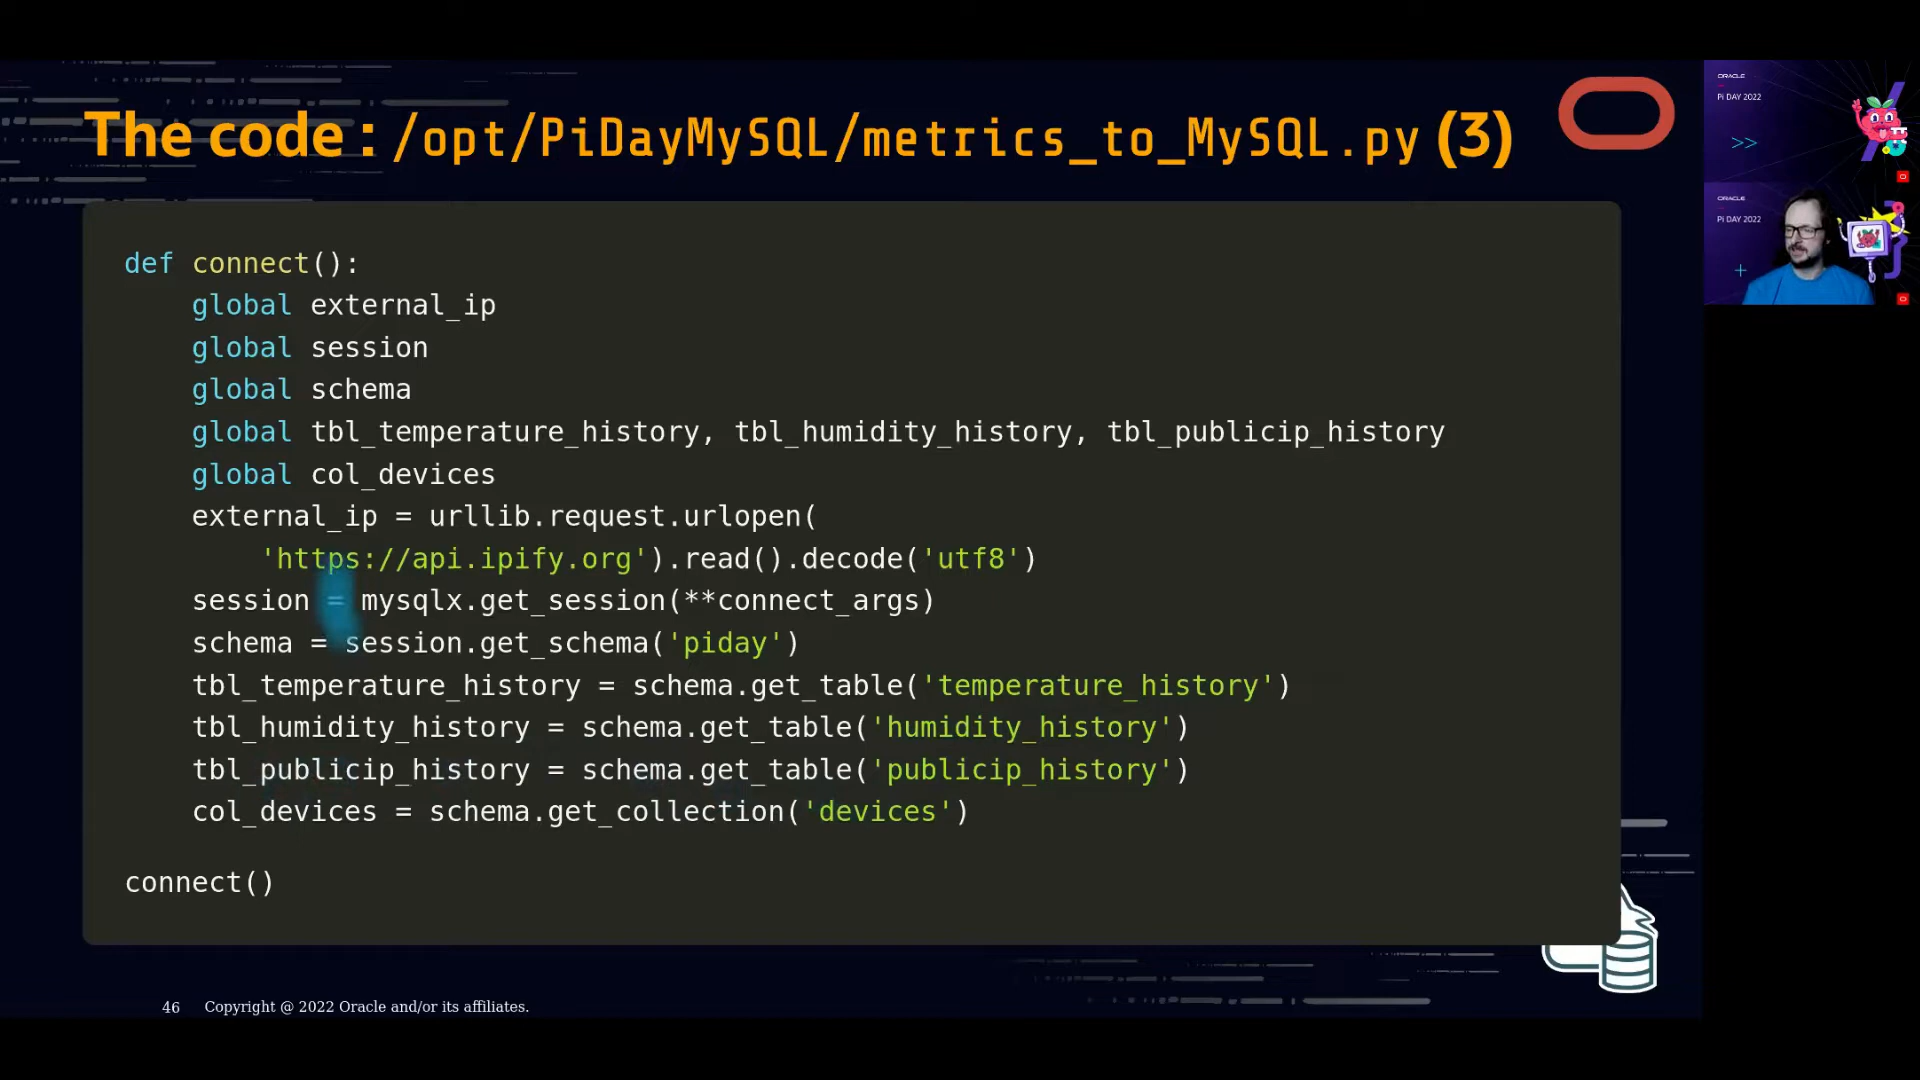 The code : /opt/PiDayMySQL/metrics_to_MySQL.py (3)
def connect():
    global external_ip
    global session
    global schema
    global tbl_temperature_history, tbl_humidity_history, tbl_publicip_history
    global col_devices
    external_ip = urllib.request.urlopen(
        'https://api.ipify.org').read().decode('utf8')
    session = mysqlx.get_session(**connect_args)
    schema = session.get_schema('piday')
    tbl_temperature_history = schema.get_table('temperature_history')
    tbl_humidity_history = schema.get_table('humidity_history')
    tbl_publicip_history = schema.get_table('publicip_history')
    col_devices = schema.get_collection('devices')
connect()
46 Copyright @ 2022 Oracle and/or its affiliates.
ORACLE
Pi DAY 2022
>>
ORACLE
Pi DAY 2022
+